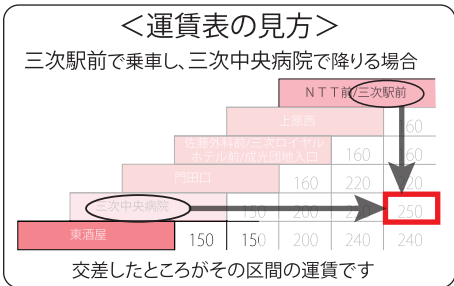 ＜運賃表の見方＞
三次駅前で乗車し、三次中央病院で降りる場合
ＮＴＴ前/三次駅前
上原西 160
佐藤外科前/三次ロイヤル
ホテル前/成光団地入口 160 160
門田口 160 220 220
三次中央病院 150 200 250
東酒屋 150 150 200 240 240
交差したところがその区間の運賃です